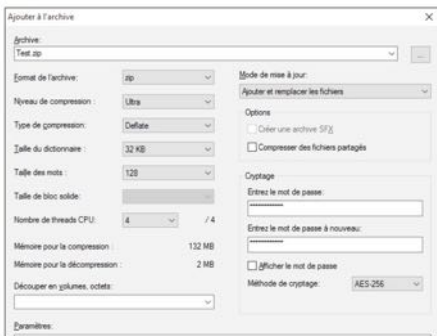 Ajouter à l'archive
Archive:
Test.zip
...
Format de l'archive: zip
Niveau de compression : Ultra
Type de compression: Deflate
Taille du dictionnaire : 32 KB
Taille des mots : 128
Taille de bloc solide:
Nombre de threads CPU: 4 / 4
Mémoire pour la compression : 132 MB
Mémoire pour la décompression : 2 MB
Découper en volumes, octets:
Paramètres:
Mode de mise à jour:
Ajouter et remplacer les fichiers
Options
Créer une archive SFX
Compresser des fichiers partagés
Cryptage
Entrez le mot de passe:
*************
Entrez le mot de passe à nouveau:
*************
Afficher le mot de passe
Méthode de cryptage: AES-256